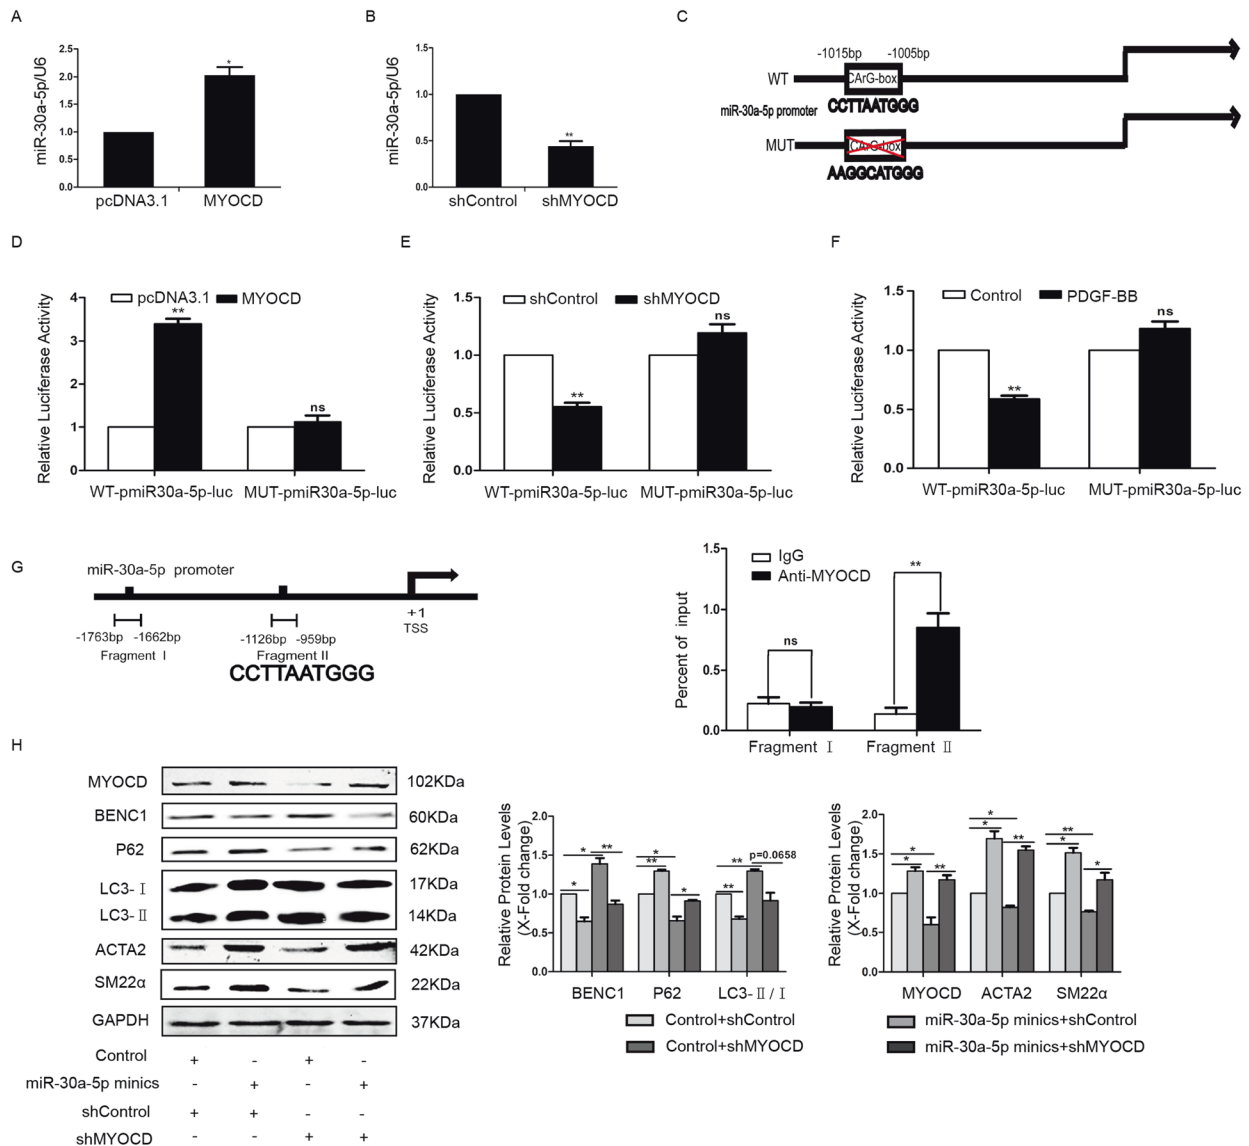 A
miR-30a-5p/U6
2.5
2.0
1.5
1.0
0.5
0.0
*
pcDNA3.1 MYOCD
B
miR-30a-5p/U6
1.5
1.0
0.5
0.0
**
shControl shMYOCD
C
-1015bp -1005bp
WT CArG-box
CCTTAATGGG
miR-30a-5p promoter
MUT CArG-box
AAGGCATGGG
D
Relative Luciferase Activity
pcDNA3.1 MYOCD
4
3
2
1
0
**
ns
WT-pmiR30a-5p-luc MUT-pmiR30a-5p-luc
E
Relative Luciferase Activity
shControl shMYOCD
1.5
1.0
0.5
0.0
**
ns
WT-pmiR30a-5p-luc MUT-pmiR30a-5p-luc
F
Relative Luciferase Activity
Control PDGF-BB
1.5
1.0
0.5
0.0
**
ns
WT-pmiR30a-5p-luc MUT-pmiR30a-5p-luc
G
miR-30a-5p promoter
+1
TSS
-1763bp -1662bp
Fragment Ⅰ
-1126bp -959bp
Fragment II
CCTTAATGGG
Percent of input
IgG
Anti-MYOCD
1.5
1.0
0.5
0.0
ns
**
Fragment Ⅰ Fragment Ⅱ
H
MYOCD 102KDa
BENC1 60KDa
P62 62KDa
LC3-Ⅰ 17KDa
LC3-Ⅱ 14KDa
ACTA2 42KDa
SM22α 22KDa
GAPDH 37KDa
Control + - + -
miR-30a-5p minics - + - +
shControl + + - -
shMYOCD - - + +
Relative Protein Levels
(X-Fold change)
2.0
1.5
1.0
0.5
0.0
* ** * ** * * ** ** p=0.0658
BENC1 P62 LC3-Ⅱ/Ⅰ
Relative Protein Levels
(X-Fold change)
2.0
1.5
1.0
0.5
0.0
* * ** * * ** ** * *
MYOCD ACTA2 SM22α
Control+shControl
Control+shMYOCD
miR-30a-5p minics+shControl
miR-30a-5p minics+shMYOCD